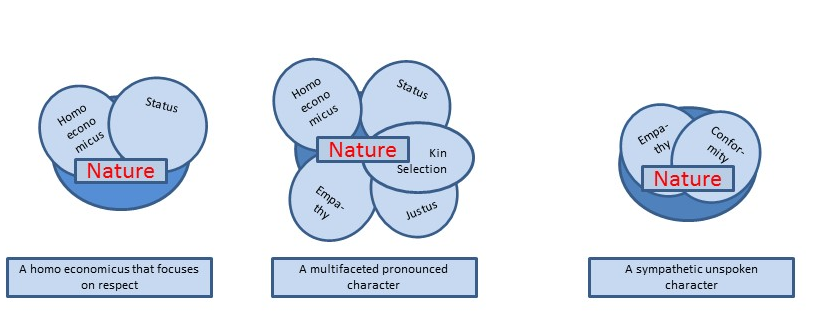 Homo
econo
micus
Status
Nature
A homo economicus that focuses
on respect
Homo
econo
micus
Status
Nature
Kin
Selection
Empa-
thy
Justus
A multifaceted pronounced
character
Empa-
thy
Confor-
mity
Nature
A sympathetic unspoken
character